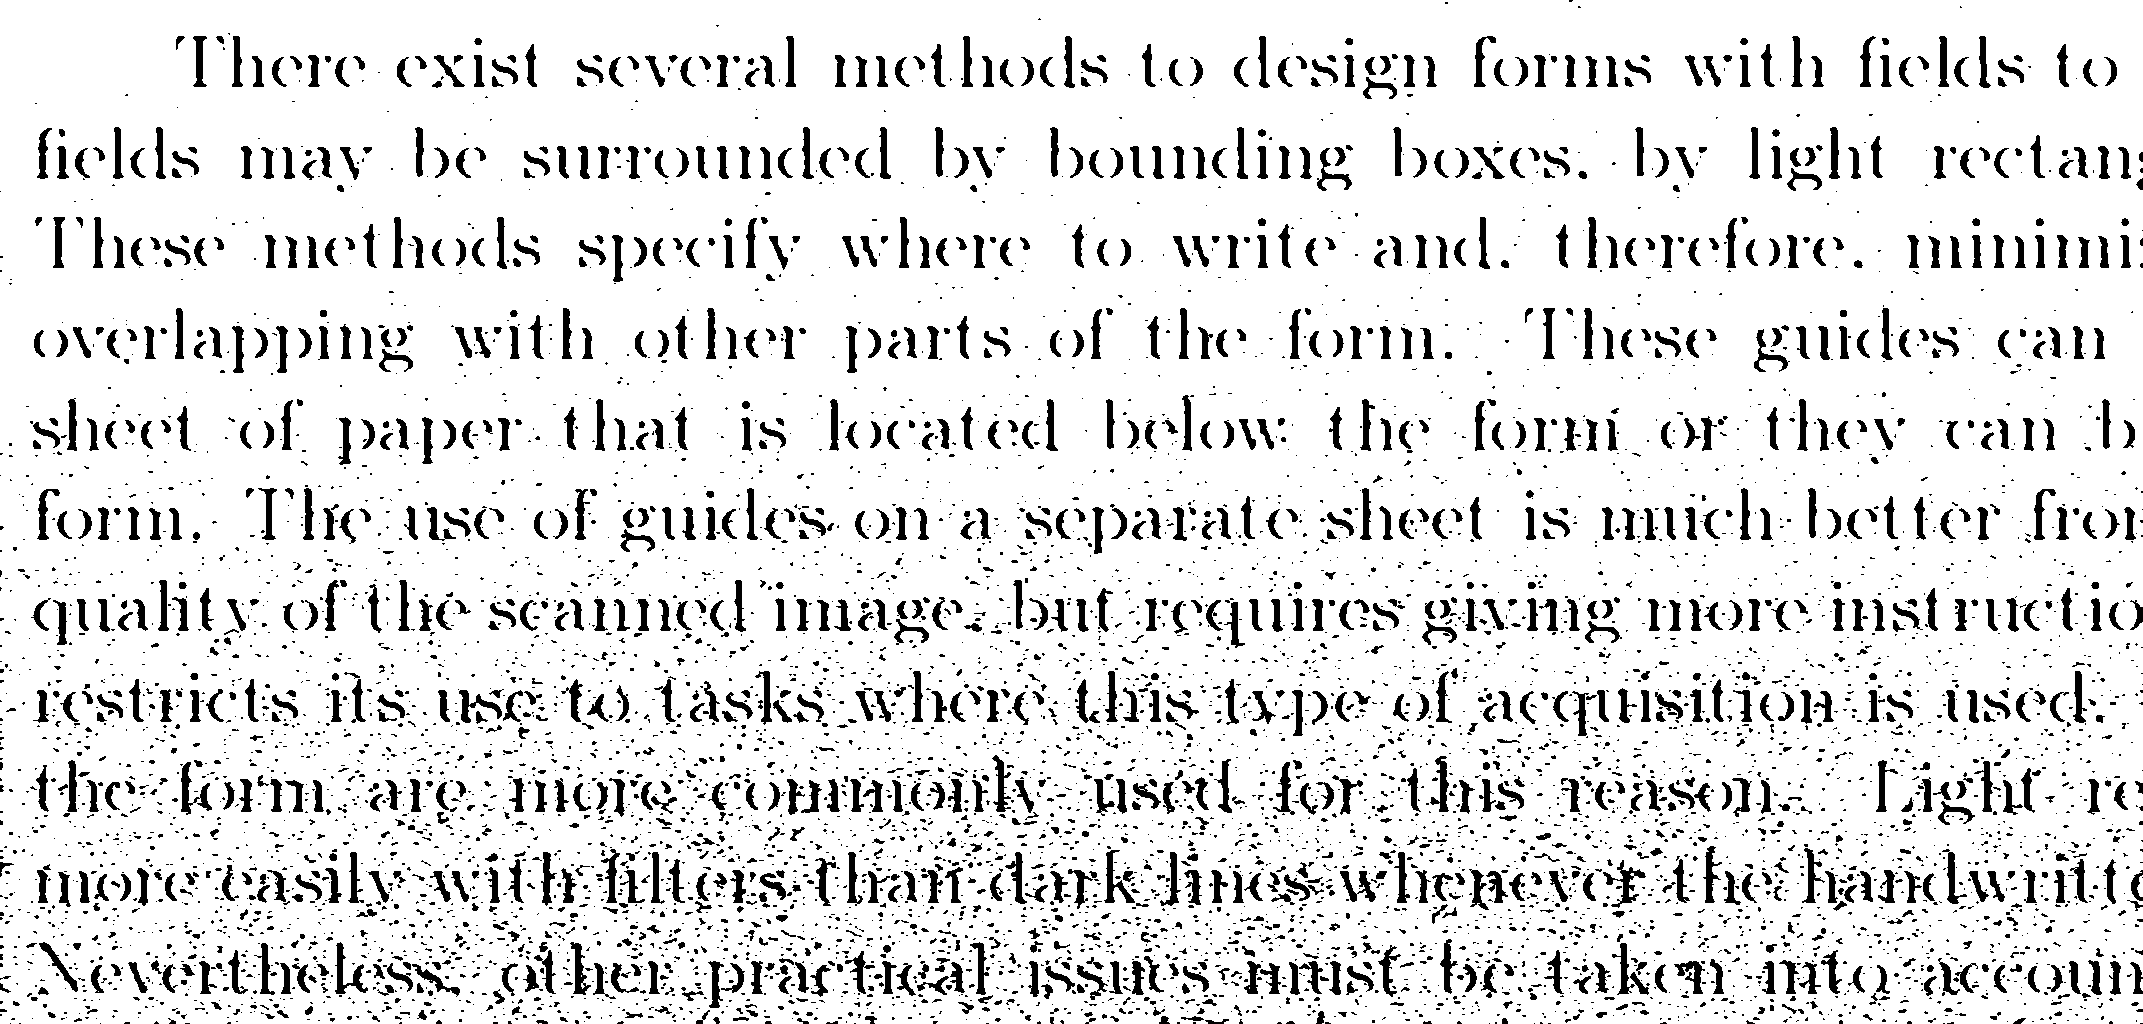 There exist several methods to design forms with fields to
fields may be surrounded by bounding boxes, by light rectang
These methods specify where to write and, therefore, minimi
overlapping with other parts of the form. These guides can
sheet of paper that is located below the form or they can b
form. The use of guides on a separate sheet is much better from
quality of the scanned image, but requires giving more instructio
restricts its use to tasks where this type of acquisition is used.
the form are more commonly used for this reason. Light re
more easily with filters than dark lines whenever the handwritte
Nevertheless, other practical issues must be taken into accoun